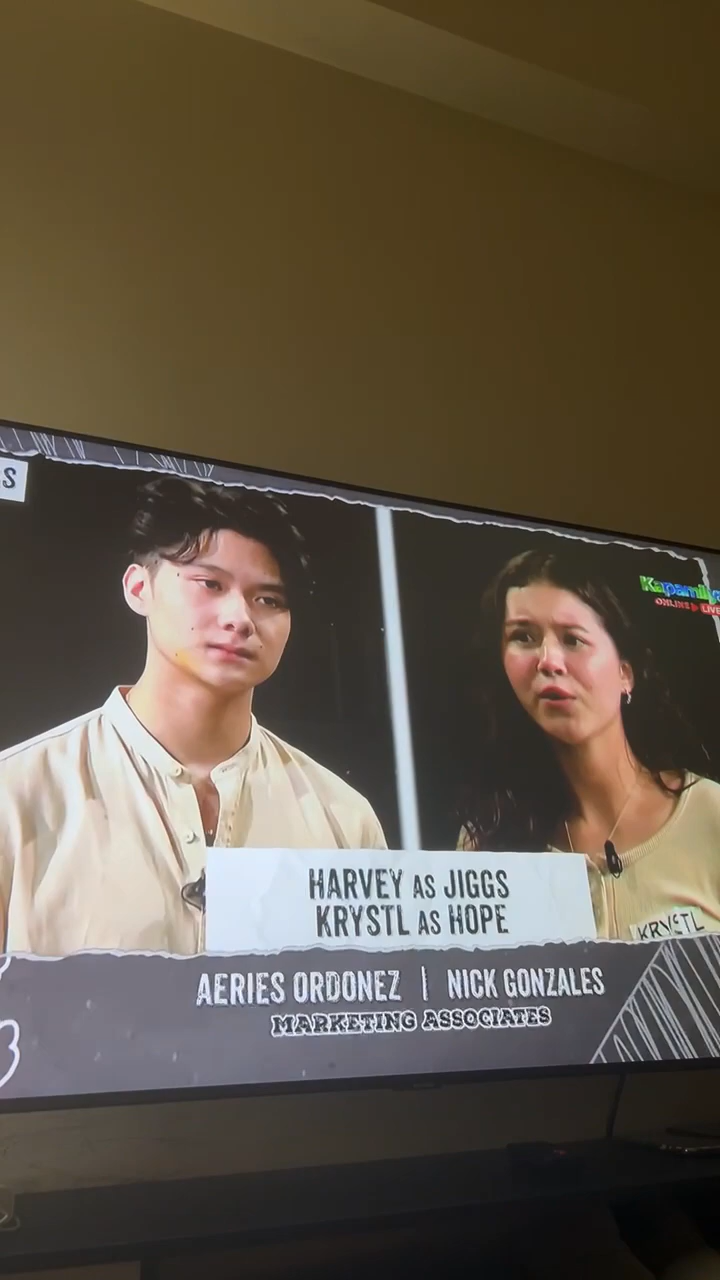 S
Kapamilya
ONLINE LIVE
HARVEY AS JIGGS
KRYSTL AS HOPE
KRYSTL
AERIES ORDONEZ | NICK GONZALES
MARKETING ASSOCIATES